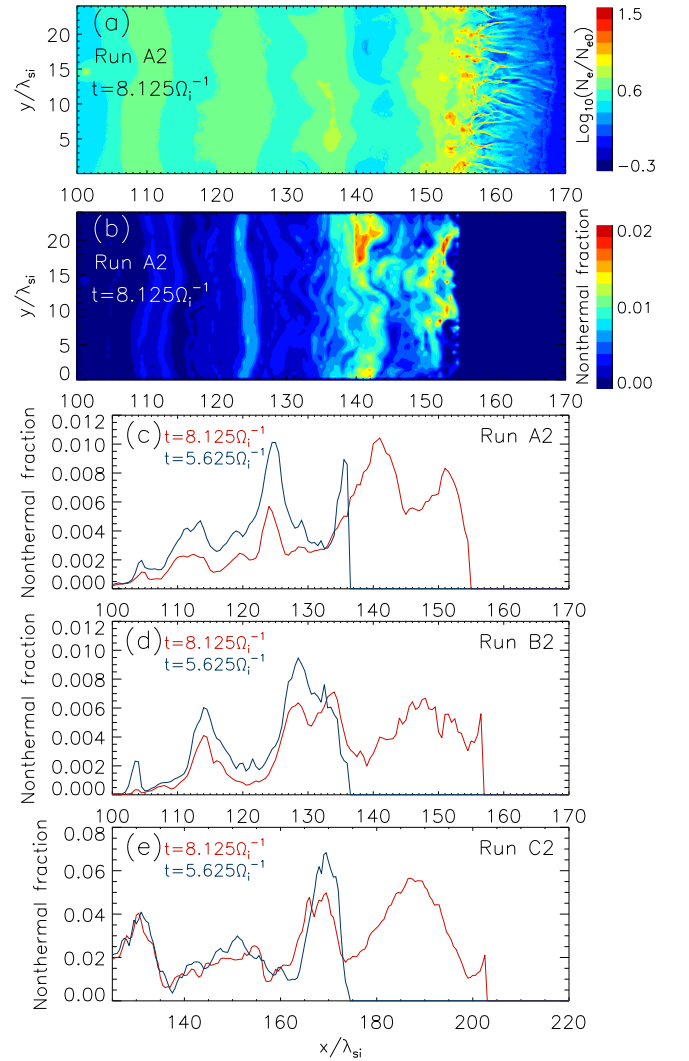 (a)
Run A2
t=8.125Ω_i^{-1}
y/λ_si
20
15
10
5
100 110 120 130 140 150 160 170
1.5
0.6
−0.3
Log_10(N_e/N_e0)
(b)
Run A2
t=8.125Ω_i^{-1}
y/λ_si
20
15
10
5
0
100 110 120 130 140 150 160 170
0.02
0.01
0.00
Nonthermal fraction
(c)
t=8.125Ω_i^{-1}
t=5.625Ω_i^{-1}
Run A2
Nonthermal fraction
0.012
0.010
0.008
0.006
0.004
0.002
0.000
100 110 120 130 140 150 160 170
(d)
t=8.125Ω_i^{-1}
t=5.625Ω_i^{-1}
Run B2
Nonthermal fraction
0.012
0.010
0.008
0.006
0.004
0.002
0.000
100 110 120 130 140 150 160 170
(e)
t=8.125Ω_i^{-1}
t=5.625Ω_i^{-1}
Run C2
Nonthermal fraction
0.08
0.06
0.04
0.02
0.00
140 160 180 200 220
x/λ_si